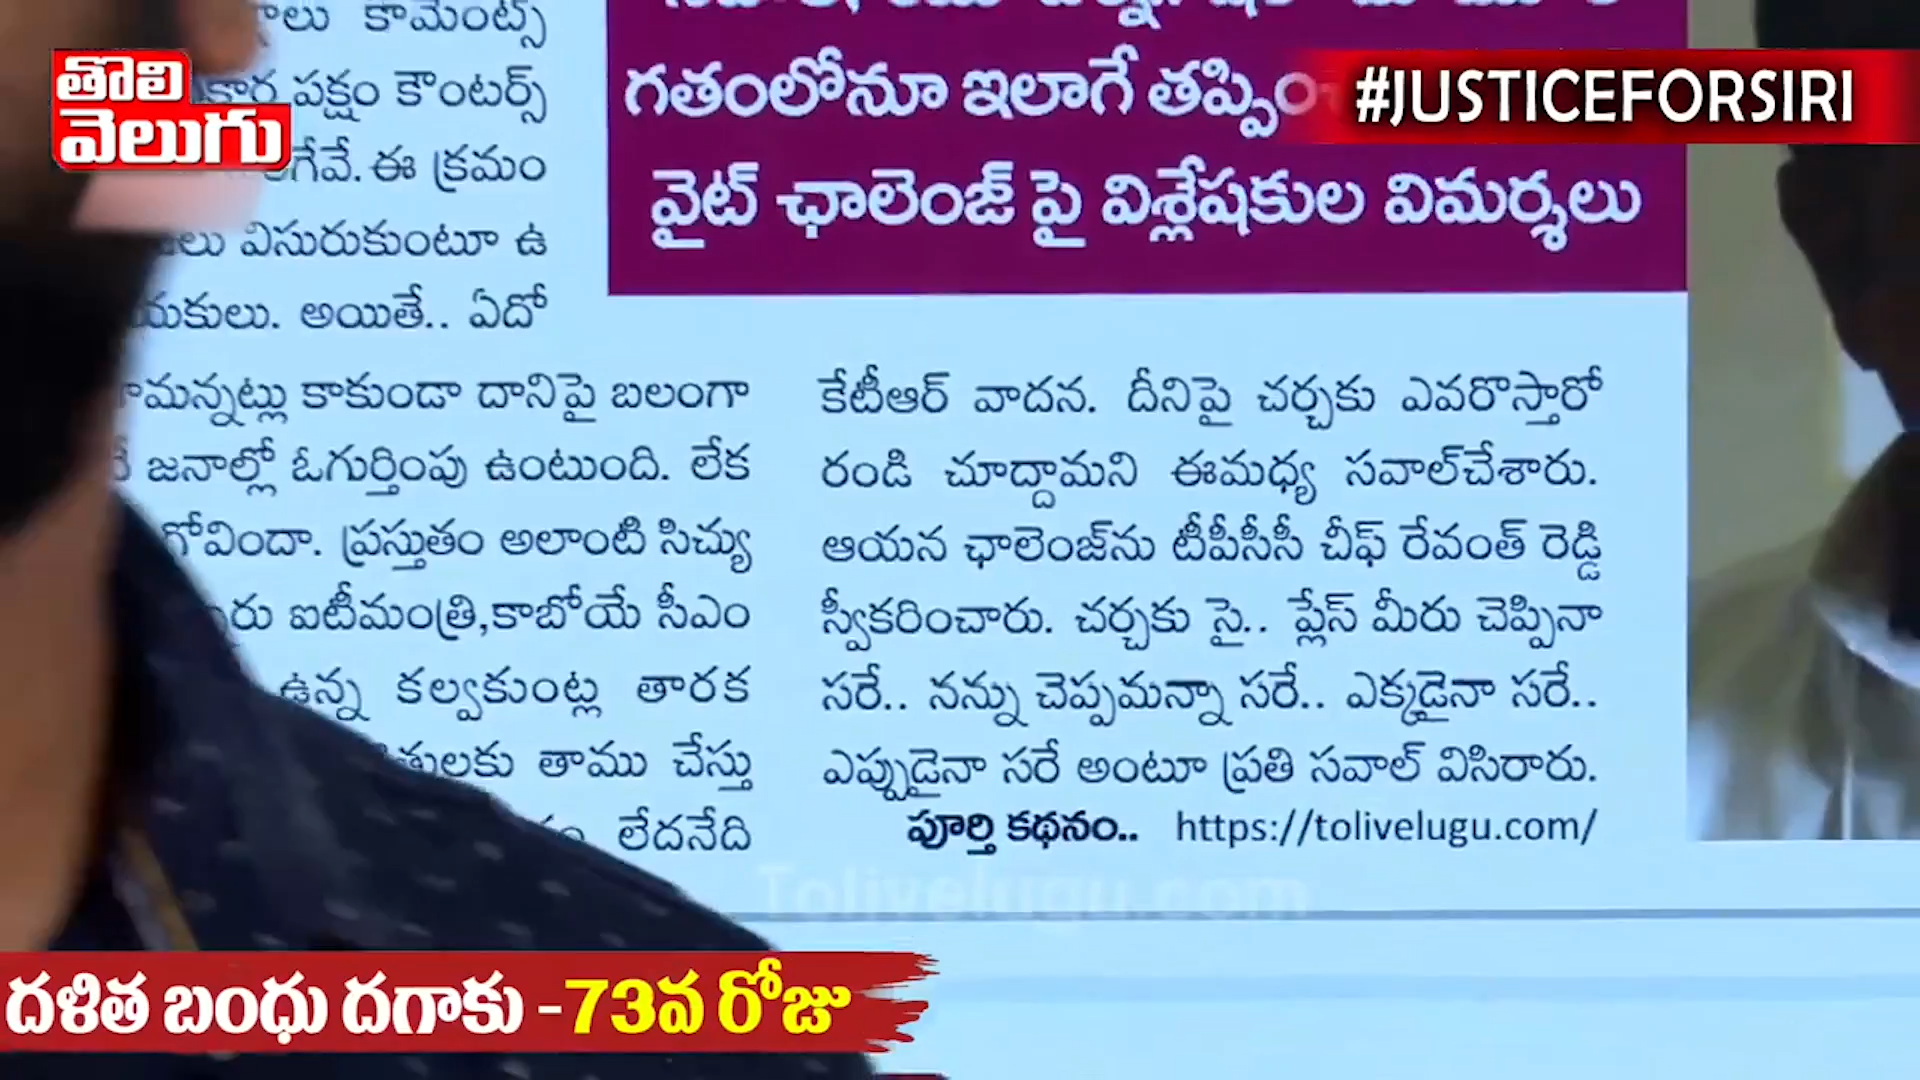 తొలి
వెలుగు
#JUSTICEFORSIRI
కామెంట్స్
పక్షం కౌంటర్స్
ఈ క్రమం
విసురుకుంటూ ఉ
అయితే.. ఏదో
కాకుండా దానిపై బలంగా
జనాల్లో ఓగుర్తింపు ఉంటుంది. లేక
గోవిందా. ప్రస్తుతం అలాంటి సిచ్యు
ఐటీమంత్రి,కాబోయే సీఎం
ఉన్న కల్వకుంట్ల తారక
తాము చేస్తు
లేదనేది
గతంలోనూ ఇలాగే
వైట్ ఛాలెంజ్ పై విశ్లేషకుల విమర్శలు
కేటీఆర్ వాదన. దీనిపై చర్చకు ఎవరొస్తారో
రండి చూద్దామని ఈమధ్య సవాల్‌చేశారు.
ఆయన ఛాలెంజ్‌ను టీపీసీసీ చీఫ్ రేవంత్ రెడ్డి
స్వీకరించారు. చర్చకు సై.. ప్లేస్ మీరు చెప్పినా
సరే.. నన్ను చెప్పమన్నా సరే.. ఎక్కడైనా సరే..
ఎప్పుడైనా సరే అంటూ ప్రతి సవాల్ విసిరారు.
పూర్తి కథనం.. https://tolivelugu.com/
Tolivelugu.com
దళిత బంధు దగాకు -73వ రోజు